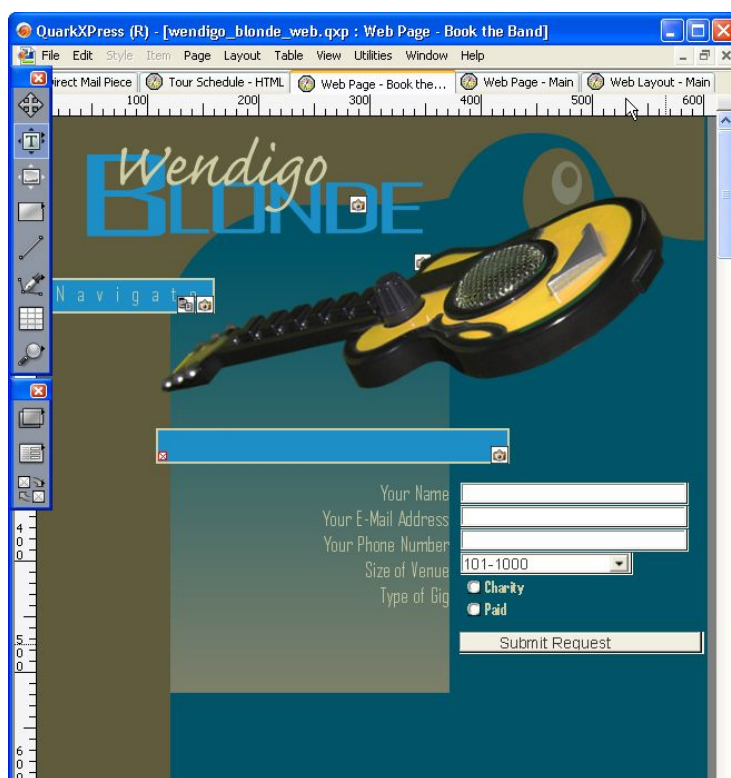 QuarkXPress (R) - [wendigo_blonde_web.qxp : Web Page - Book the Band]
File Edit Style Item Page Layout Table View Utilities Window Help
irect Mail Piece Tour Schedule - HTML Web Page - Book the... Web Page - Main Web Layout - Main
100 200 300 400 500 600
Wendigo
BLONDE
Navigato
Your Name
Your E-Mail Address
4 0 0
Your Phone Number
Size of Venue 101-1000
Type of Gig Charity
Paid
5 0 0
Submit Request
6 0 0